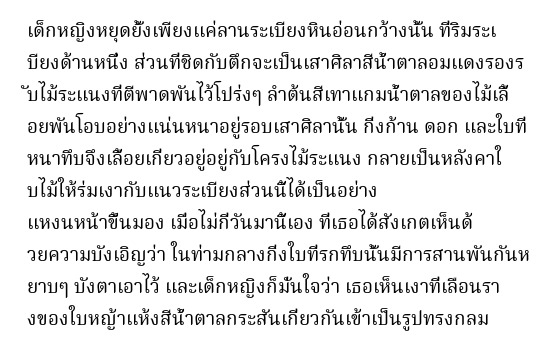 เด็กหญิงหยุดยั้งเพียงแค่ลานระเบียงหินอ่อนกว้างนั้น ที่ริมระเ
บียงด้านหนึ่ง ส่วนที่ชิดกับตึกจะเป็นเสาศิลาสีน้ำตาลอมแดงรองร
ับไม้ระแนงที่ตีพาดพันไว้โปร่งๆ ลำต้นสีเทาแกมน้ำตาลของไม้เลื้
อยพันโอบอย่างแน่นหนาอยู่รอบเสาศิลานั้น กิ่งก้าน ดอก และใบที่
หนาทึบจึงเลื้อยเกี่ยวอยู่อยู่กับโครงไม้ระแนง กลายเป็นหลังคาใ
บไม้ให้ร่มเงากับแนวระเบียงส่วนนี้ได้เป็นอย่าง
แหงนหน้าขึ้นมอง เมื่อไม่กี่วันมานี้เอง ที่เธอได้สังเกตเห็นด้
วยความบังเอิญว่า ในท่ามกลางกิ่งใบที่รกทึบนั้นมีการสานพันกันห
ยาบๆ บังตาเอาไว้ และเด็กหญิงก็มั่นใจว่า เธอเห็นเงาที่เลือนรา
งของใบหญ้าแห้งสีน้ำตาลกระสันเกี่ยวกันเข้าเป็นรูปทรงกลม